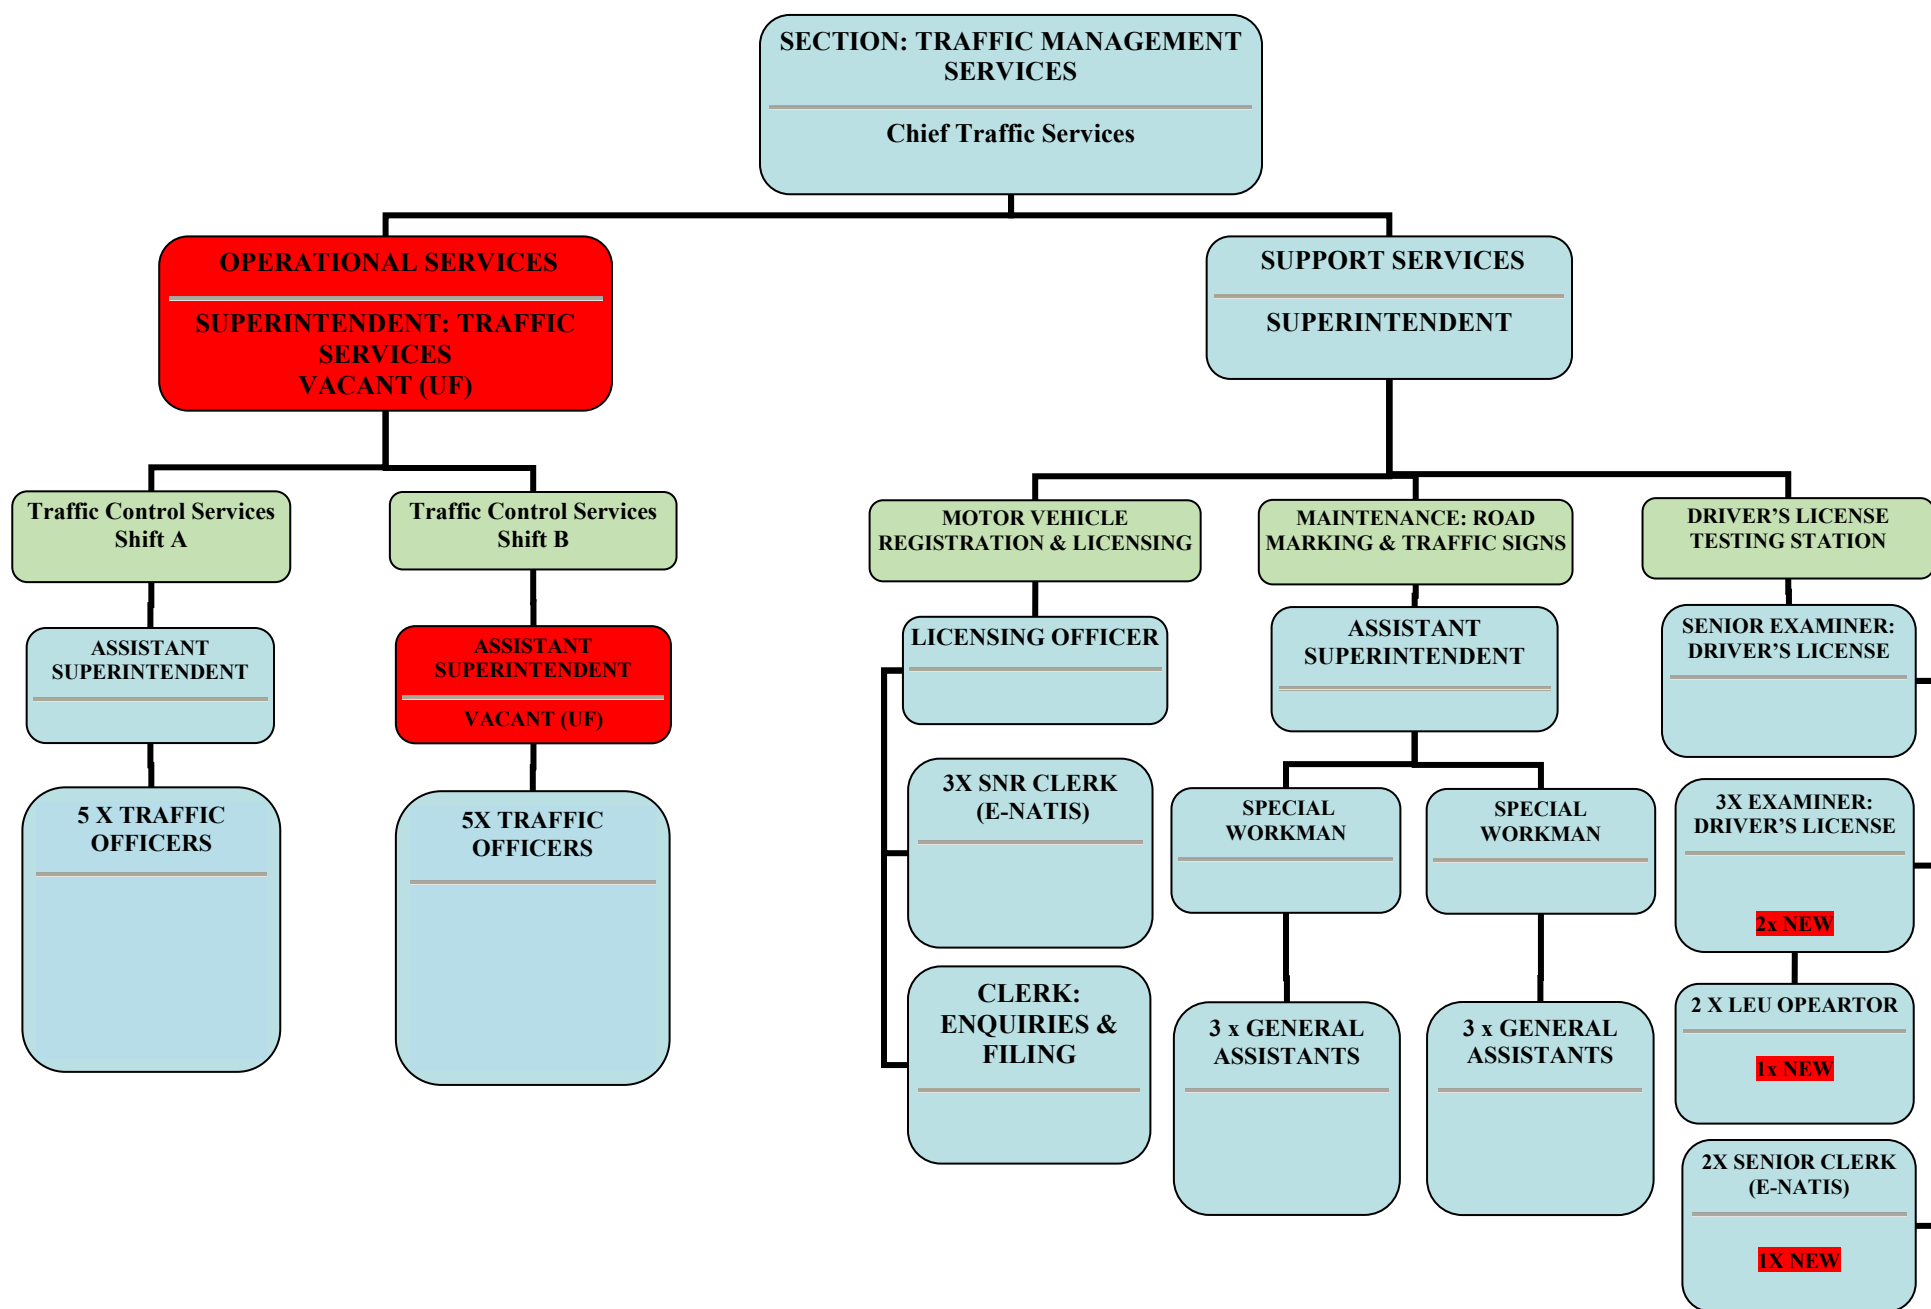 SECTION: TRAFFIC MANAGEMENT
SERVICES
Chief Traffic Services
OPERATIONAL SERVICES
SUPERINTENDENT: TRAFFIC
SERVICES
VACANT (UF)
SUPPORT SERVICES
SUPERINTENDENT
Traffic Control Services
Shift A
Traffic Control Services
Shift B
MOTOR VEHICLE
REGISTRATION & LICENSING
MAINTENANCE: ROAD
MARKING & TRAFFIC SIGNS
DRIVER’S LICENSE
TESTING STATION
ASSISTANT
SUPERINTENDENT
ASSISTANT
SUPERINTENDENT
VACANT (UF)
LICENSING OFFICER
ASSISTANT
SUPERINTENDENT
SENIOR EXAMINER:
DRIVER’S LICENSE
5 X TRAFFIC
OFFICERS
5X TRAFFIC
OFFICERS
3X SNR CLERK
(E-NATIS)
SPECIAL
WORKMAN
SPECIAL
WORKMAN
3X EXAMINER:
DRIVER’S LICENSE
2x NEW
CLERK:
ENQUIRIES &
FILING
3 x GENERAL
ASSISTANTS
3 x GENERAL
ASSISTANTS
2 X LEU OPEARTOR
1x NEW
2X SENIOR CLERK
(E-NATIS)
1X NEW